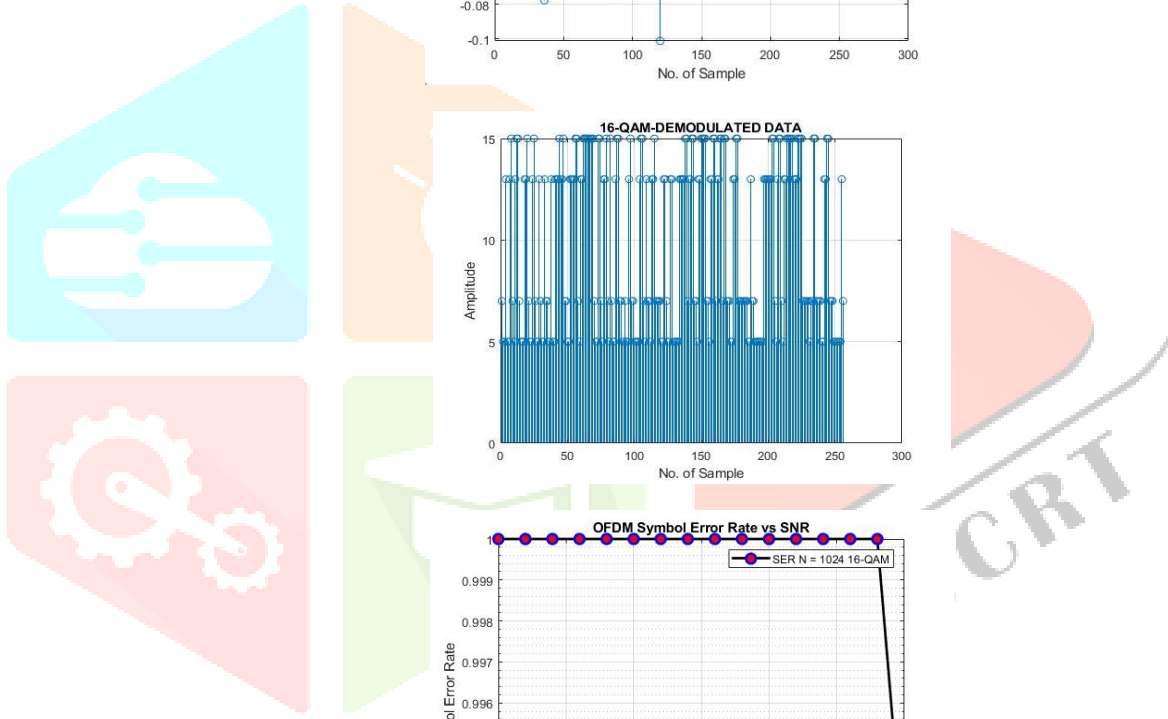 -0.08
-0.1
0 50 100 150 200 250 300
No. of Sample
16-QAM-DEMODULATED DATA
15
10
5
0
Amplitude
0 50 100 150 200 250 300
No. of Sample
OFDM Symbol Error Rate vs SNR
1
SER N = 1024 16-QAM
0.999
0.998
0.997
0.996
Error Rate
CRT